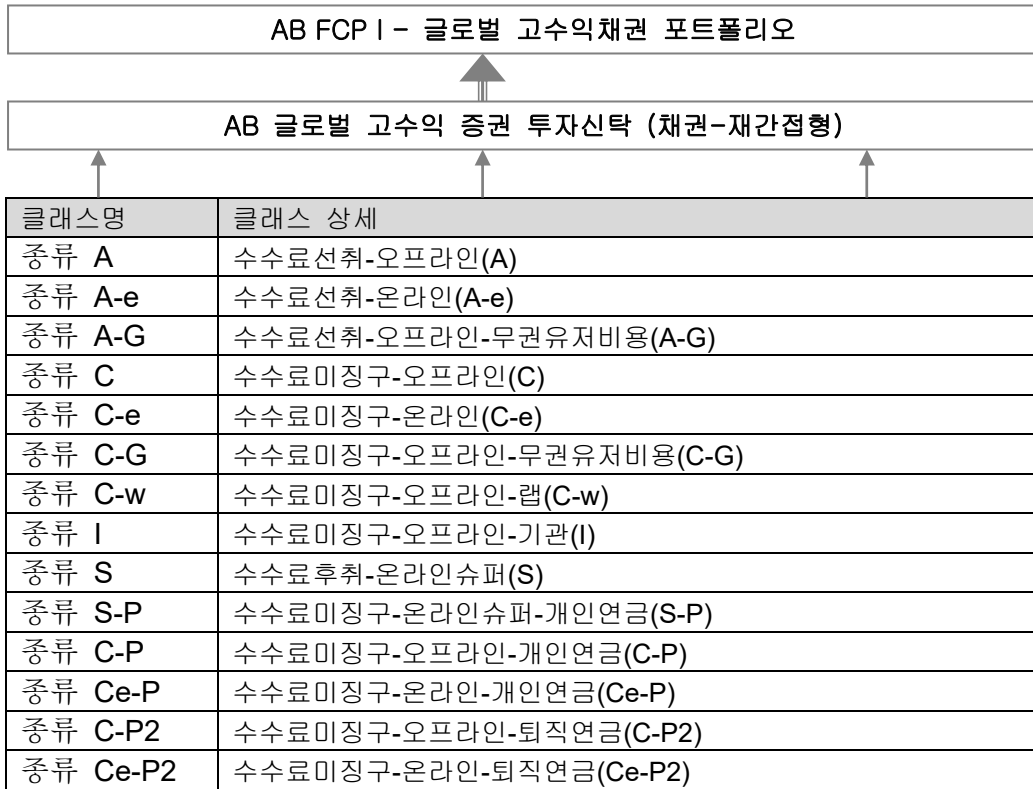 AB FCP I – 글로벌 고수익채권 포트폴리오
AB 글로벌 고수익 증권 투자신탁 (채권-재간접형)
클래스명 클래스 상세
종류 A 수수료선취-오프라인(A)
종류 A-e 수수료선취-온라인(A-e)
종류 A-G 수수료선취-오프라인-무권유저비용(A-G)
종류 C 수수료미징구-오프라인(C)
종류 C-e 수수료미징구-온라인(C-e)
종류 C-G 수수료미징구-오프라인-무권유저비용(C-G)
종류 C-w 수수료미징구-오프라인-랩(C-w)
종류 I 수수료미징구-오프라인-기관(I)
종류 S 수수료후취-온라인슈퍼(S)
종류 S-P 수수료미징구-온라인슈퍼-개인연금(S-P)
종류 C-P 수수료미징구-오프라인-개인연금(C-P)
종류 Ce-P 수수료미징구-온라인-개인연금(Ce-P)
종류 C-P2 수수료미징구-오프라인-퇴직연금(C-P2)
종류 Ce-P2 수수료미징구-온라인-퇴직연금(Ce-P2)